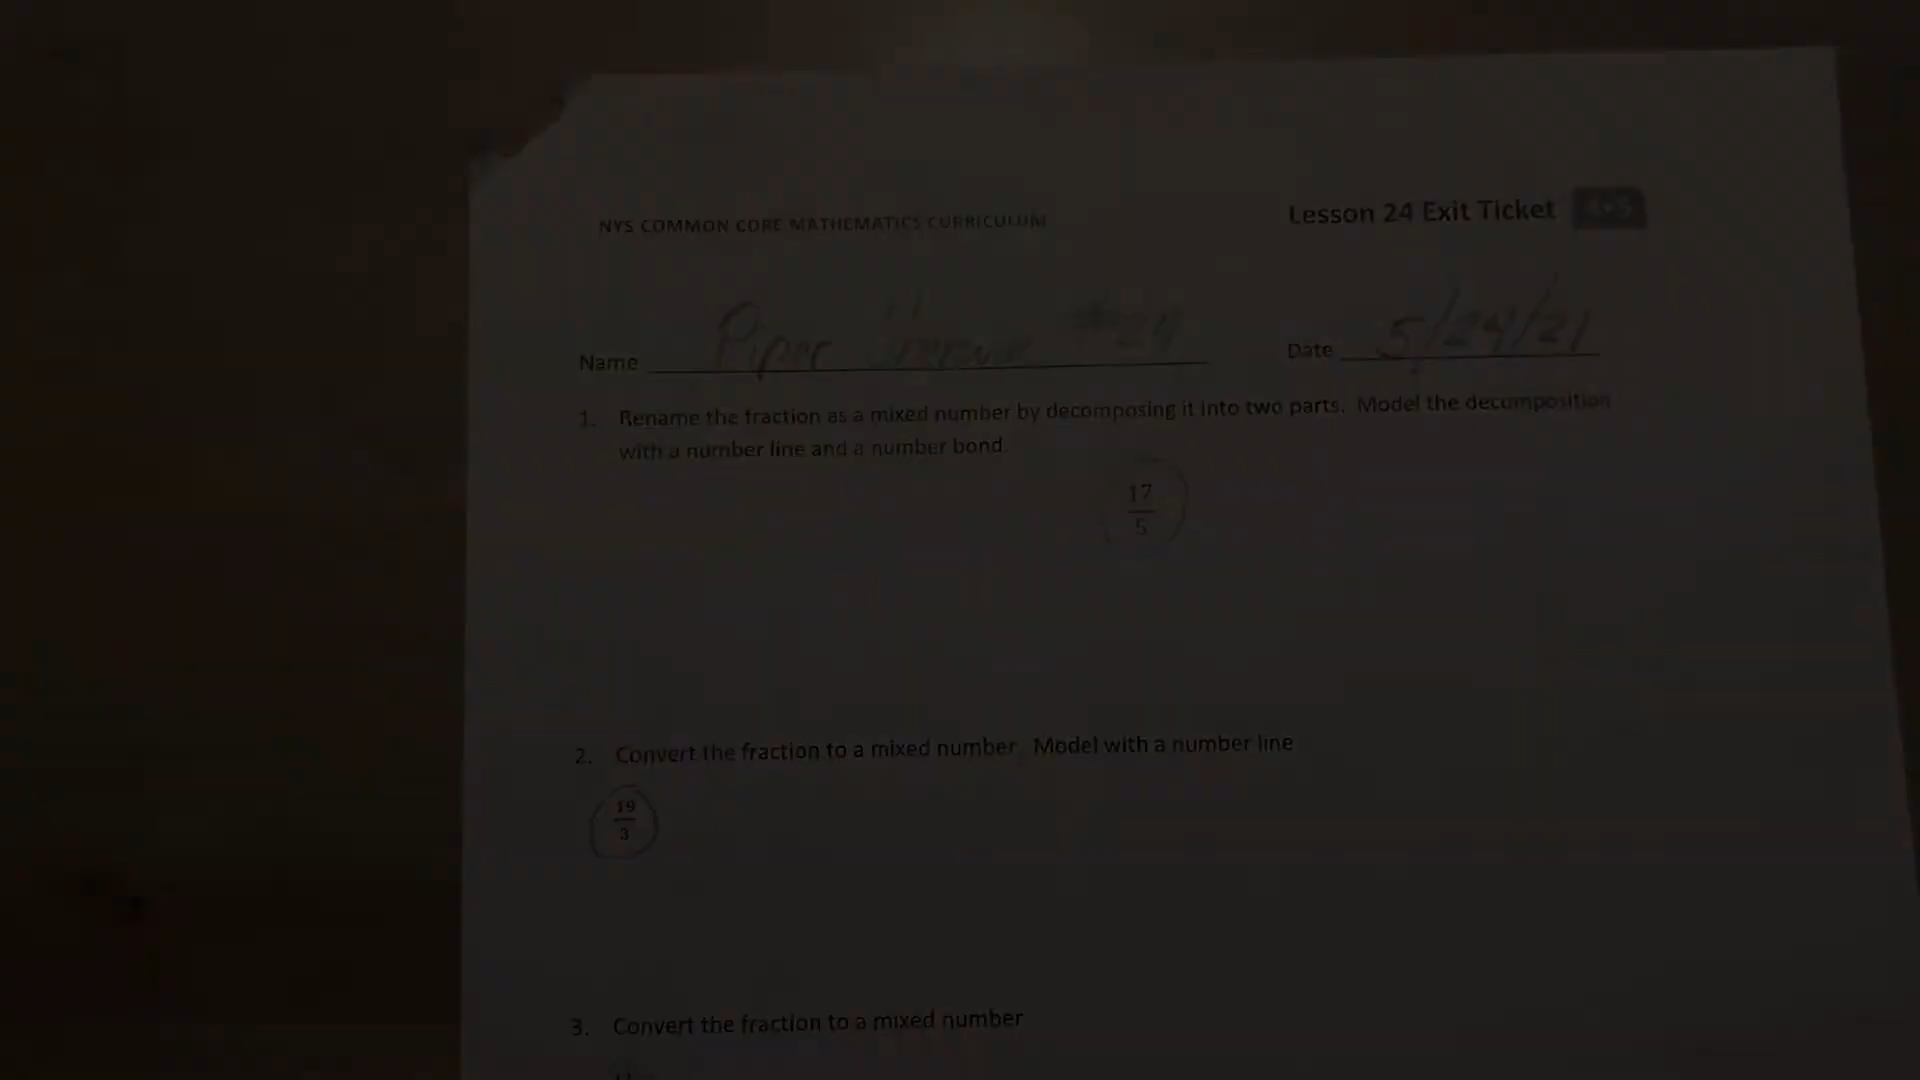 NYS COMMON CORE MATHEMATICS CURRICULUM
Lesson 24 Exit Ticket 4•5
Name Piper #24
Date 5/24/21
1. Rename the fraction as a mixed number by decomposing it into two parts. Model the decomposition
with a number line and a number bond.
17
5
2. Convert the fraction to a mixed number. Model with a number line
19
3
3. Convert the fraction to a mixed number